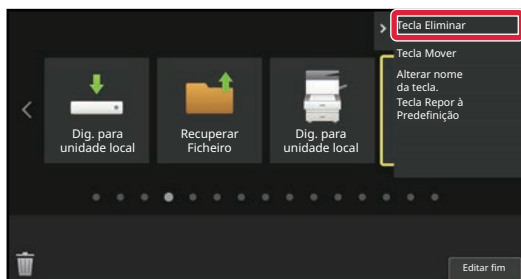 Tecla Eliminar
Tecla Mover
Alterar nome
da tecla.
Tecla Repor à
Predefinição
Dig. para
unidade local
Recuperar
Ficheiro
Dig. para
unidade local
Editar fim